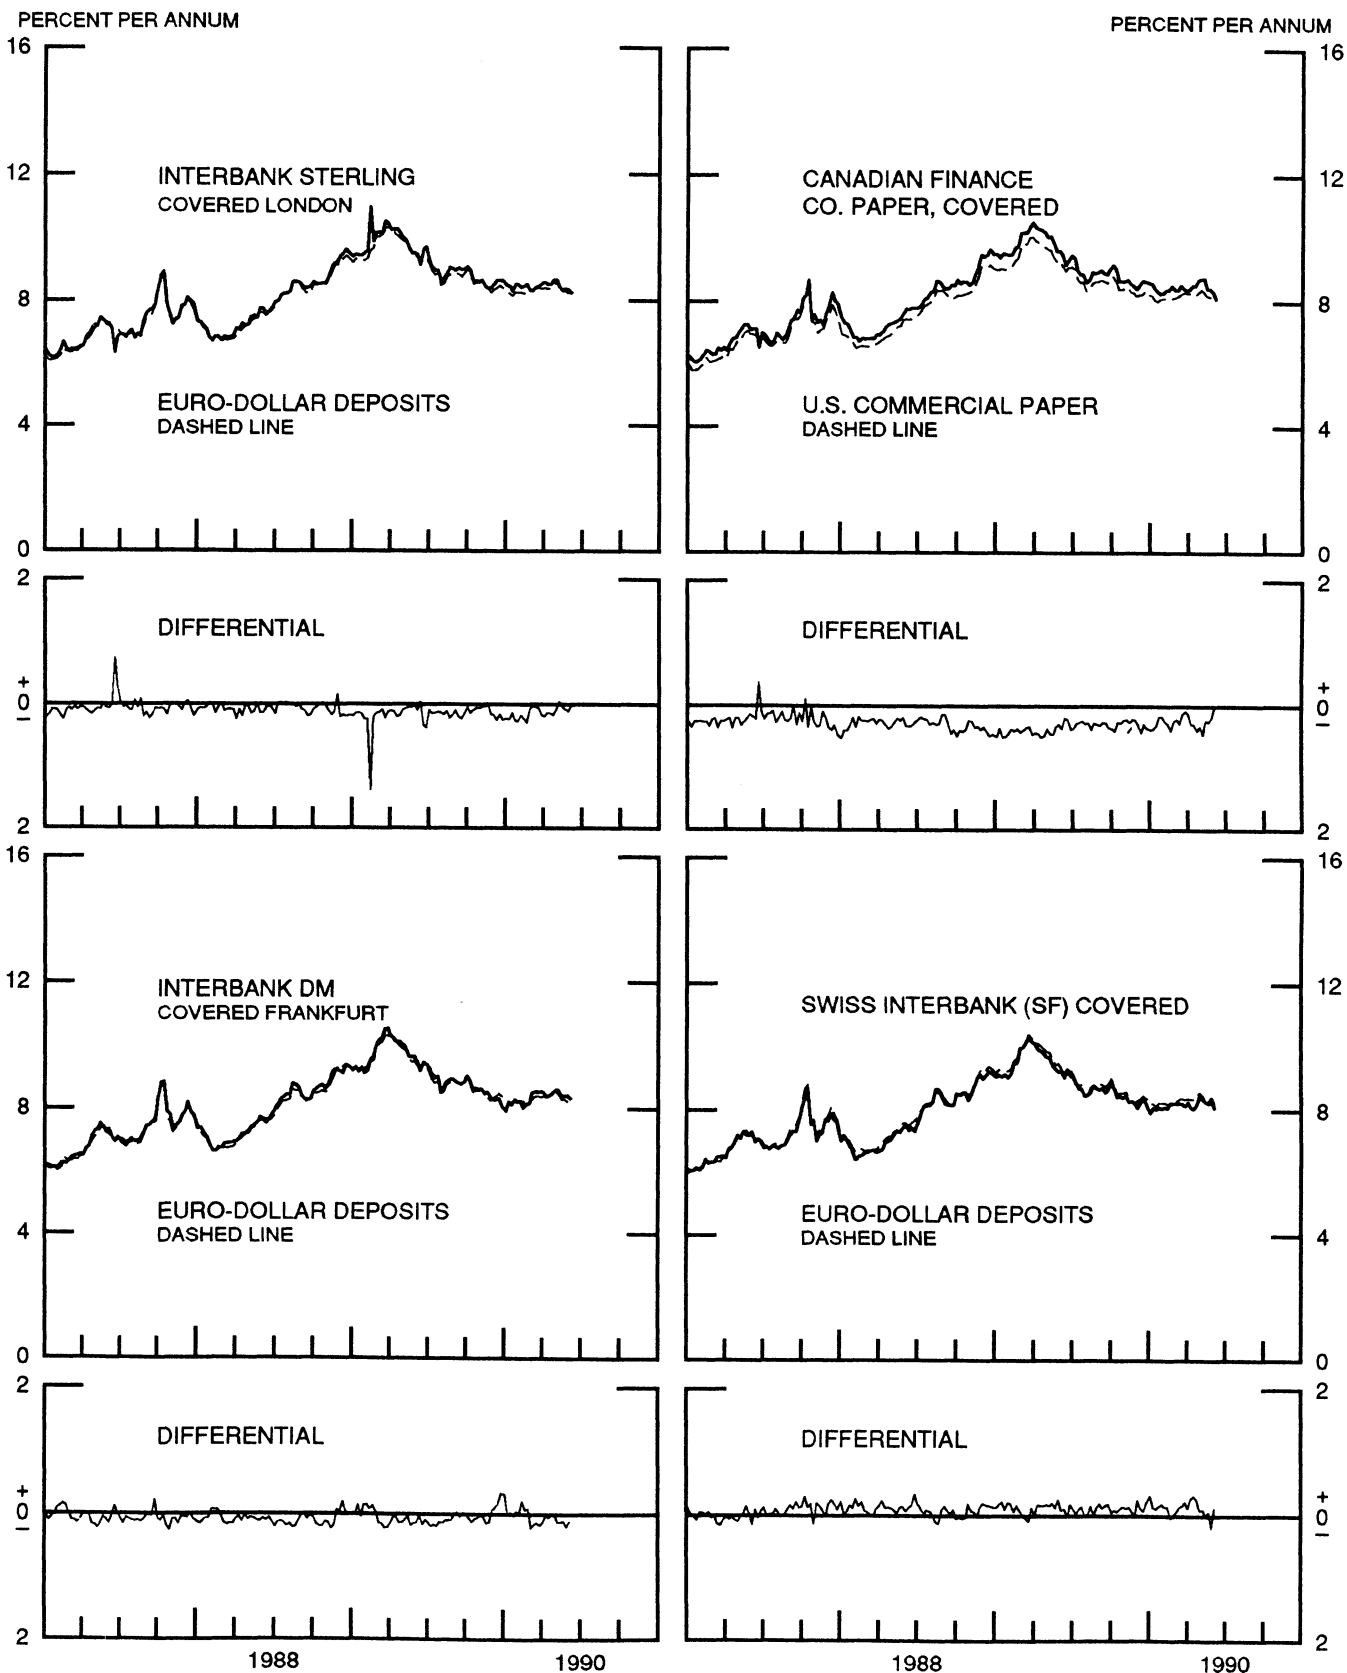 PERCENT PER ANNUM
PERCENT PER ANNUM
16
12
8
4
0
INTERBANK STERLING
COVERED LONDON
EURO-DOLLAR DEPOSITS
DASHED LINE
CANADIAN FINANCE
CO. PAPER, COVERED
U.S. COMMERCIAL PAPER
DASHED LINE
16
12
8
4
0
2
+
0
–
2
DIFFERENTIAL
DIFFERENTIAL
2
+
0
–
2
16
12
8
4
0
INTERBANK DM
COVERED FRANKFURT
EURO-DOLLAR DEPOSITS
DASHED LINE
SWISS INTERBANK (SF) COVERED
EURO-DOLLAR DEPOSITS
DASHED LINE
16
12
8
4
0
2
+
0
–
2
DIFFERENTIAL
DIFFERENTIAL
2
+
0
–
2
1988
1990
1988
1990